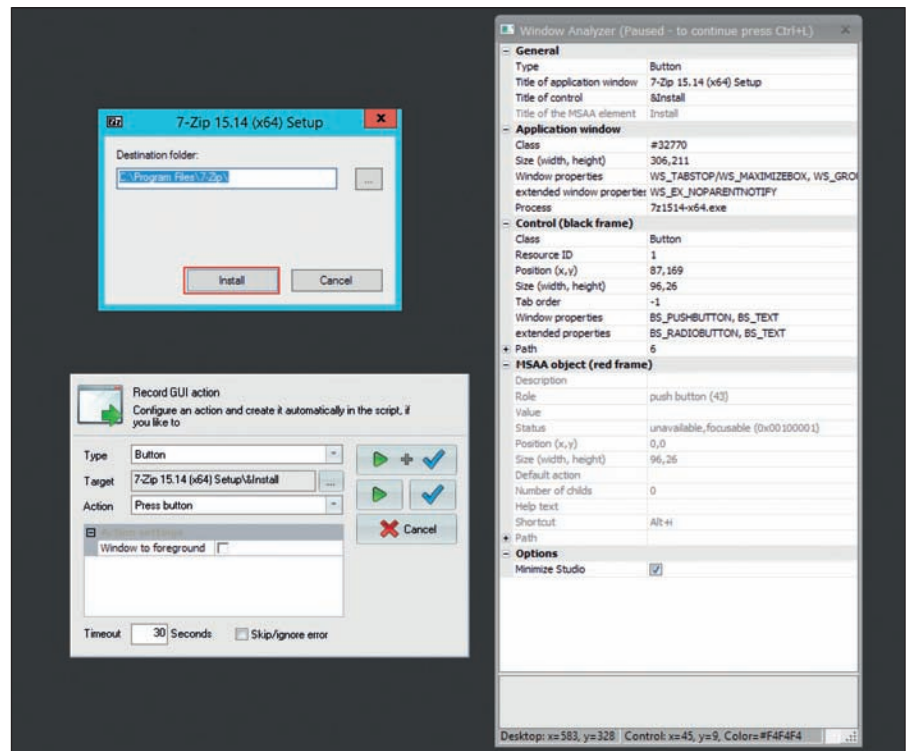 7-Zip 15.14 (x64) Setup
Destination folder:
C:\Program Files\7-Zip\
...
Install
Cancel
Record GUI action
Configure an action and create it automatically in the script, if
you like to
Type Button
Target 7-Zip 15.14 (x64) Setup\&Install ...
Action Press button
Action settings
Window to foreground
Cancel
Timeout 30 Seconds Skip/ignore error
Window Analyzer (Paused - to continue press Ctrl+L)
General
Type Button
Title of application window 7-Zip 15.14 (x64) Setup
Title of control &Install
Title of the MSAA element Install
Application window
Class #32770
Size (width, height) 306,211
Window properties WS_TABSTOP/WS_MAXIMIZEBOX, WS_GRO
extended window properties WS_EX_NOPARENTNOTIFY
Process 7z1514-x64.exe
Control (black frame)
Class Button
Resource ID 1
Position (x,y) 87,169
Size (width, height) 96,26
Tab order -1
Window properties BS_PUSHBUTTON, BS_TEXT
extended properties BS_RADIOBUTTON, BS_TEXT
Path 6
MSAA object (red frame)
Description
Role push button (43)
Value
Status unavailable,focusable (0x00100001)
Position (x,y) 0,0
Size (width, height) 96,26
Default action
Number of childs 0
Help text
Shortcut Alt+i
Path
Options
Minimize Studio
Desktop: x=583, y=328 Control: x=45, y=9, Color=#F4F4F4